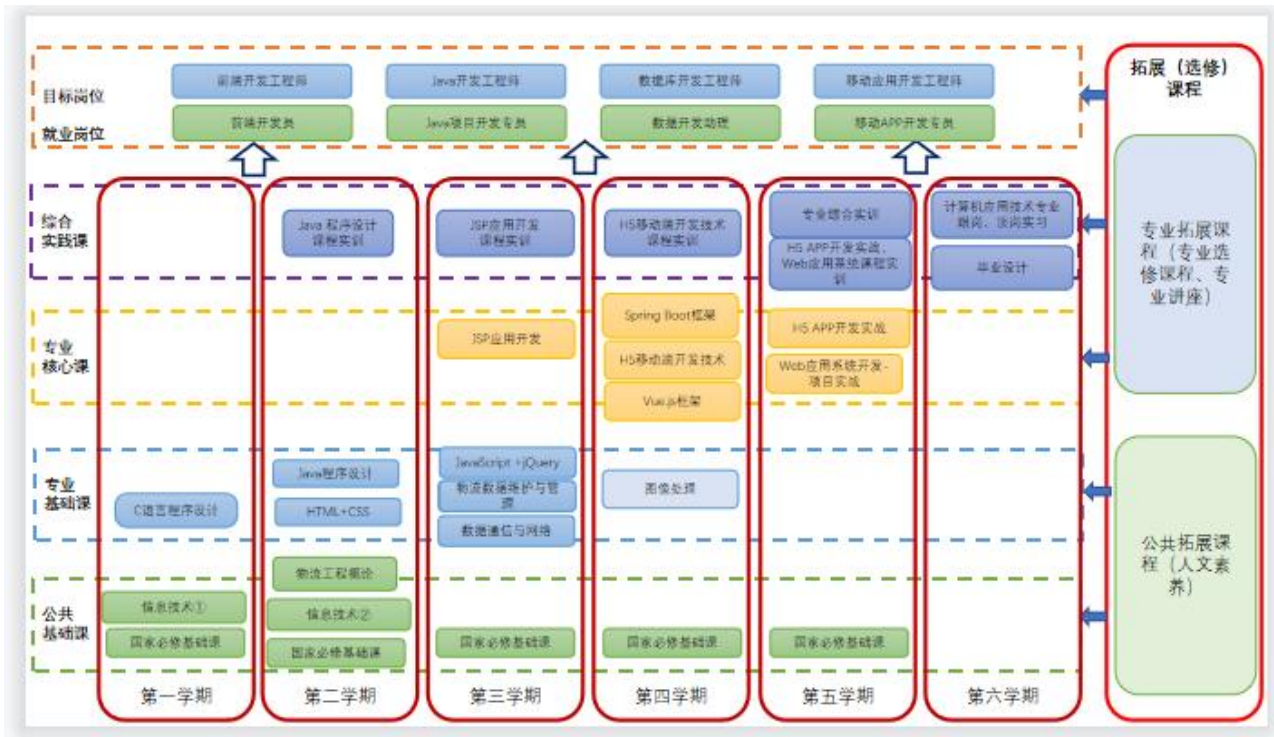 前端开发工程师
Java开发工程师
数据库开发工程师
移动应用开发工程师
目标岗位
就业岗位
前端开发员
Java项目开发专员
数据开发助理
移动APP开发专员
拓展（选修）
课程
综合
实践课
Java 程序设计
课程实训
JSP应用开发
课程实训
H5移动端开发技术
课程实训
专业综合实训
H5 APP开发实战、
Web应用系统课程实
训
计算机应用技术专业
跟岗、顶岗实习
毕业设计
专业拓展课
程（专业选
修课程、专
业讲座）
专业
核心课
JSP应用开发
Spring Boot框架
H5移动端开发技术
Vue.js框架
H5 APP开发实战
Web应用系统开发-
项目实战
专业
基础课
C语言程序设计
Java程序设计
HTML+CSS
JavaScript +jQuery
物流数据维护与管
理
数据通信与网络
图像处理
公共拓展课
程（人文素
养）
公共
基础课
信息技术①
国家必修基础课
物流工程概论
信息技术②
国家必修基础课
国家必修基础课
国家必修基础课
国家必修基础课
第一学期
第二学期
第三学期
第四学期
第五学期
第六学期